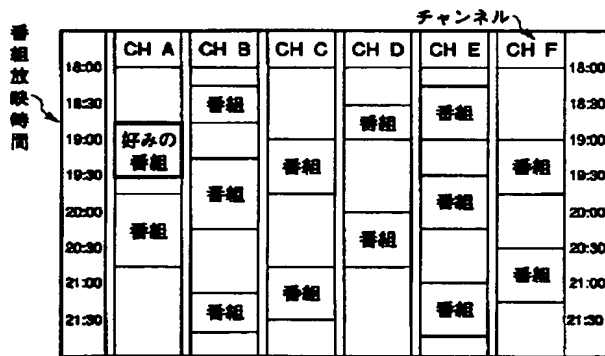 チャンネル
番組放映時間
CH A CH B CH C CH D CH E CH F
18:00 18:00
18:30 番組 番組 18:30
番組
19:00 好みの 19:00
番組 番組 番組
19:30 番組 番組 19:30
20:00 20:00
20:30 番組 番組 20:30
番組
21:00 番組 番組 21:00
番組
21:30 21:30